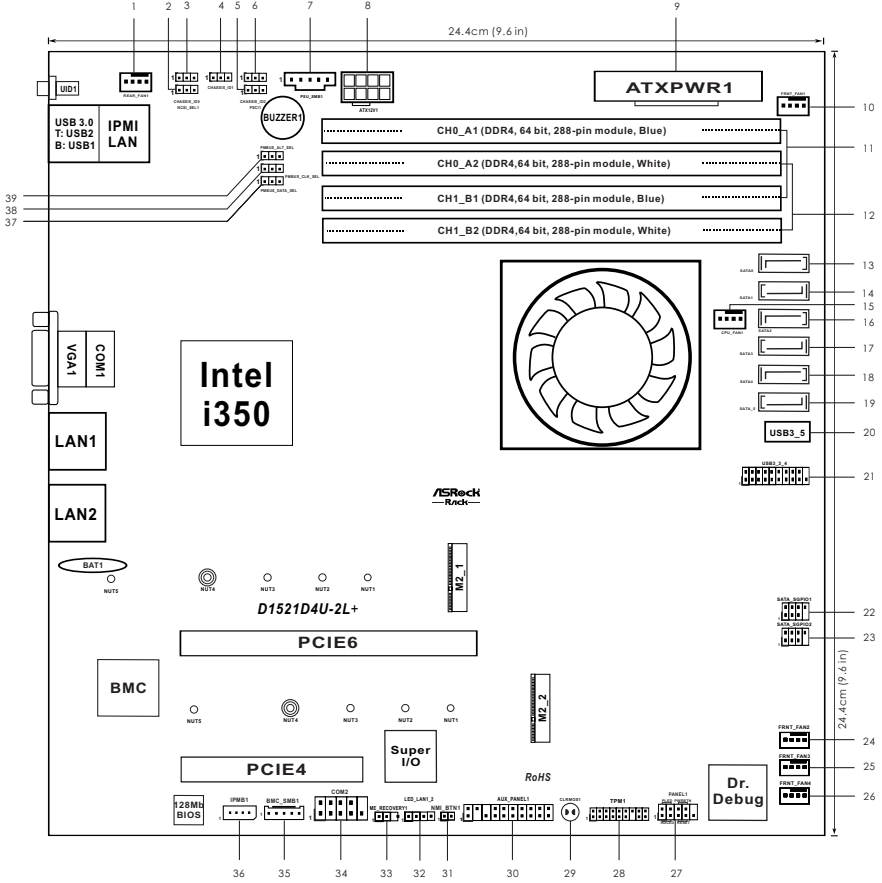 1 2 3 4 5 6 7 8 9
24.4cm (9.6 in)
UID1
REAR_FAN1
CHASSIS_ID0
NCSI_SEL1
CHASSIS_ID1
CHASSIS_ID2
PSCI1
PSU_SMB1
ATX12V1
ATXPWR1
FRNT_FAN1
10
USB 3.0
T: USB2
B: USB1
IPMI
LAN
BUZZER1
CH0_A1 (DDR4, 64 bit, 288-pin module, Blue)
11
PMBUS_ALT_SEL
CH0_A2 (DDR4, 64 bit, 288-pin module, White)
PMBUS_CLK_SEL
PMBUS_DATA_SEL
39
38
37
CH1_B1 (DDR4,64 bit, 288-pin module, Blue)
12
CH1_B2 (DDR4,64 bit, 288-pin module, White)
SATA0
13
SATA1
14
15
CPU_FAN1
SATA2
16
SATA3
17
SATA4
18
SATA_5
19
USB3_5
20
USB3_3_4
21
VGA1
COM1
Intel
i350
LAN1
LAN2
ASRock
Rack
BAT1
NUT5
NUT4
NUT3
NUT2
NUT1
M2_1
D1521D4U-2L+
SATA_SGPIO1
22
SATA_SGPIO2
23
PCIE6
24.4cm (9.6 in)
BMC
NUT5
NUT4
NUT3
NUT2
NUT1
M2_2
FRNT_FAN2
24
Super
I/O
FRNT_FAN3
25
PCIE4
RoHS
FRNT_FAN4
26
Dr.
Debug
128Mb
BIOS
IPMB1
BMC_SMB1
COM2
ME_RECOVERY1
LED_LAN1_2
NMI_BTN1
AUX_PANEL1
CLRMOS1
TPM1
PANEL1
36 35 34 33 32 31 30 29 28 27